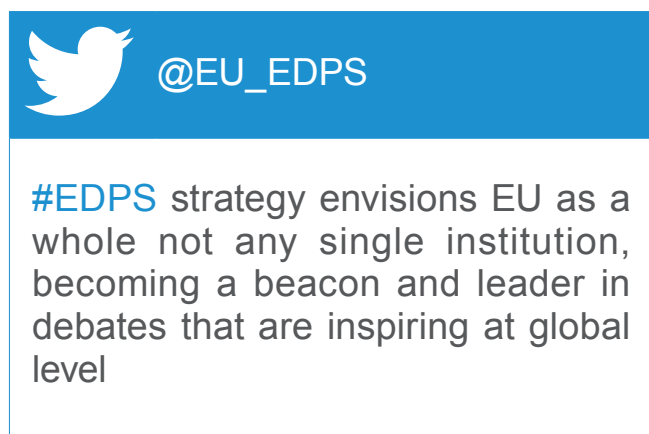 @EU_EDPS
#EDPS strategy envisions EU as a
whole not any single institution,
becoming a beacon and leader in
debates that are inspiring at global
level